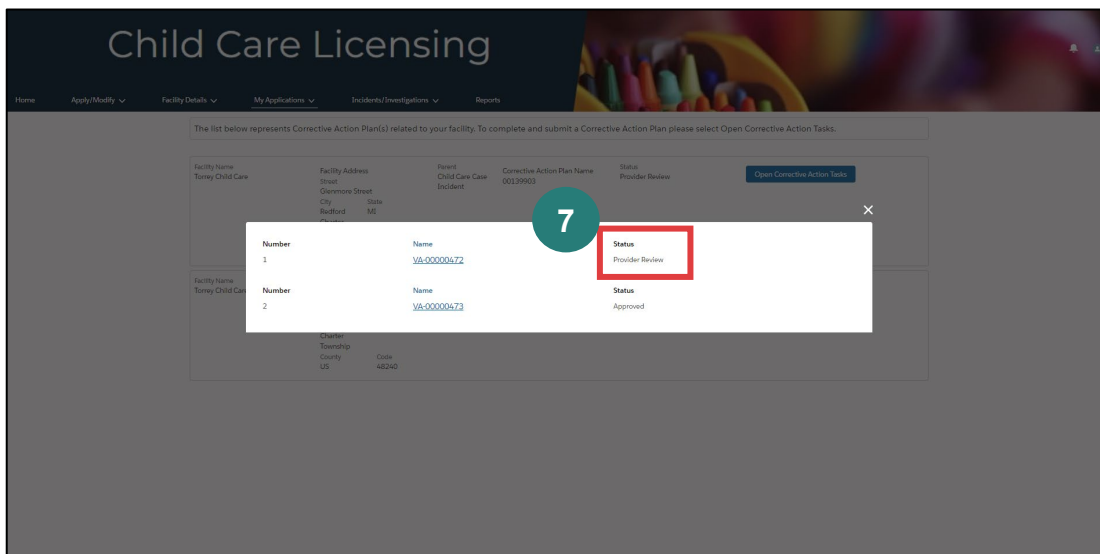 Child Care Licensing
Home Apply/Modify Facility Details My Applications Incidents/Investigations Reports
The list below represents Corrective Action Plan(s) related to your facility. To complete and submit a Corrective Action Plan please select Open Corrective Action Tasks.
Facility Name
Torrey Child Care
Facility Address
Street
Glenmore Street
City State
Redford MI
Charter
Parent
Child Care Case
Incident
Corrective Action Plan Name
00139903
Status
Provider Review
Open Corrective Action Tasks
7
Number Name Status
1 VA-00000472 Provider Review
Number Name Status
2 VA-00000473 Approved
Facility Name
Torrey Child Care
Charter
Township
County Code
US 48240